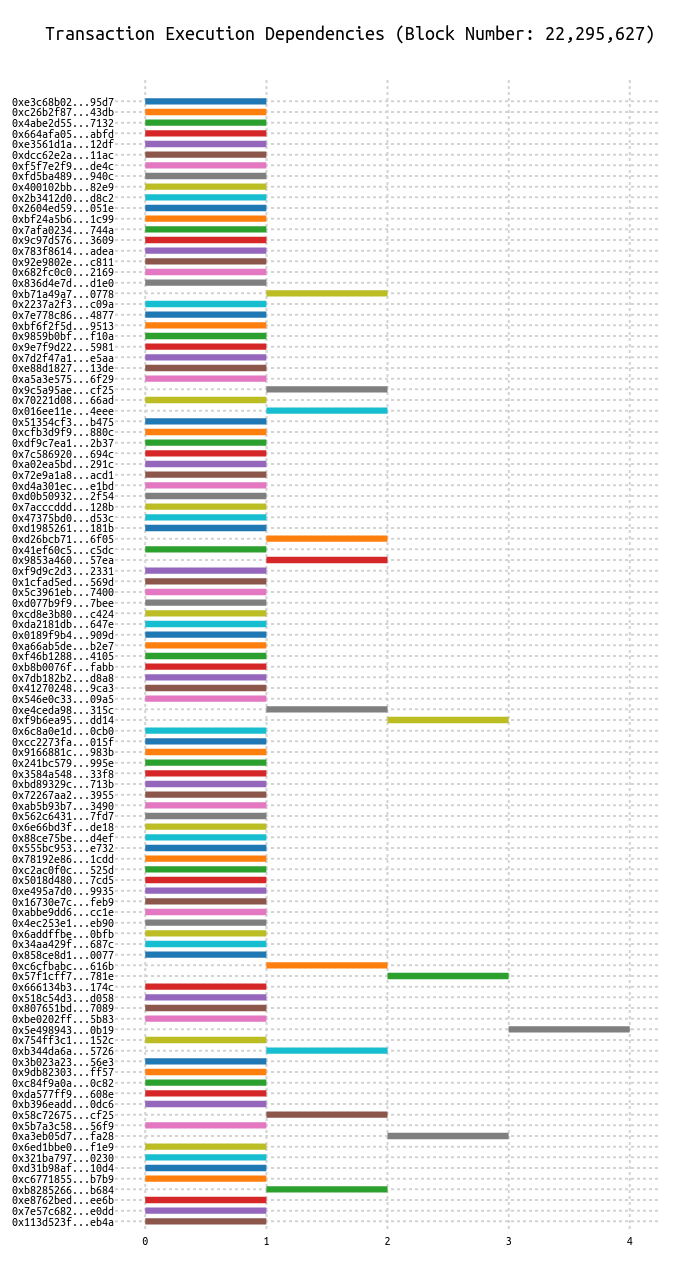 Transaction Execution Dependencies (Block Number: 22,295,627)
0xe3c68b02...95d7
0xc26b2f87...43db
0x4abe2d55...7132
0x664afa05...abfd
0xe3561d1a...12df
0xdcc62e2a...11ac
0xf5f7e2f9...de4c
0xfd5ba489...940c
0x400102bb...82e9
0x2b3412d0...d8c2
0x2604ed59...051e
0xbf24a5b6...1c99
0x7afa0234...744a
0x9c97d576...3609
0x783f8614...adea
0x92e9802e...c811
0x682fc0c0...2169
0x836d4e7d...d1e0
0xb71a49a7...0778
0x2237a2f3...c09a
0x7e778c86...4877
0xbf6f2f5d...9513
0x9859b0bf...f10a
0x9e7f9d22...5981
0x7d2f47a1...e5aa
0xe88d1827...13de
0xa5a3e575...6f29
0x9c5a95ae...cf25
0x70221d08...66ad
0x016ee11e...4eee
0x51354cf3...b475
0xcfb3d9f9...880c
0xdf9c7ea1...2b37
0x7c586920...694c
0xa02ea5bd...291c
0x72e9a1a8...acd1
0xd4a301ec...e1bd
0xd0b50932...2f54
0x7acccddd...128b
0x47375bd0...d53c
0xd1985261...181b
0xd26bcb71...6f05
0x41ef60c5...c5dc
0x9853a460...57ea
0xf9d9c2d3...2331
0x1cfad5ed...569d
0x5c3961eb...7400
0xd077b9f9...7bee
0xcd8e3b80...c424
0xda2181db...647e
0x0189f9b4...909d
0xa66ab5de...b2e7
0xf46b1288...4105
0xb8b0076f...fabb
0x7db182b2...d8a8
0x41270248...9ca3
0x546e0c33...09a5
0xe4ceda98...315c
0xf9b6ea95...dd14
0x6c8a0e1d...0cb0
0xcc2273fa...015f
0x9166881c...983b
0x241bc579...995e
0x3584a548...33f8
0xbd89329c...713b
0x72267aa2...3955
0xab5b93b7...3490
0x562c6431...7fd7
0x6e66bd3f...de18
0x88ce75be...d4ef
0x555bc953...e732
0x78192e86...1cdd
0xc2ac0f0c...525d
0x5018d480...7cd5
0xe495a7d0...9935
0x16730e7c...feb9
0xabbe9dd6...cc1e
0x4ec253e1...eb90
0x6addffbe...0bfb
0x34aa429f...687c
0x858ce8d1...0077
0xc6cfbabc...616b
0x57f1cff7...781e
0x666134b3...174c
0x518c54d3...d058
0x807651bd...7089
0xbe0202ff...5b83
0x5e498943...0b19
0x754ff3c1...152c
0xb344da6a...5726
0x3b023a23...56e3
0x9db82303...ff57
0xc84f9a0a...0c82
0xda577ff9...608e
0xb396eadd...0dc6
0x58c72675...cf25
0x5b7a3c58...56f9
0xa3eb05d7...fa28
0x6ed1bbe0...f1e9
0x321ba797...0230
0xd31b98af...10d4
0xc6771855...b7b9
0xb8285266...b684
0xe8762bed...ee6b
0x7e57c682...e0dd
0x113d523f...eb4a
0 1 2 3 4